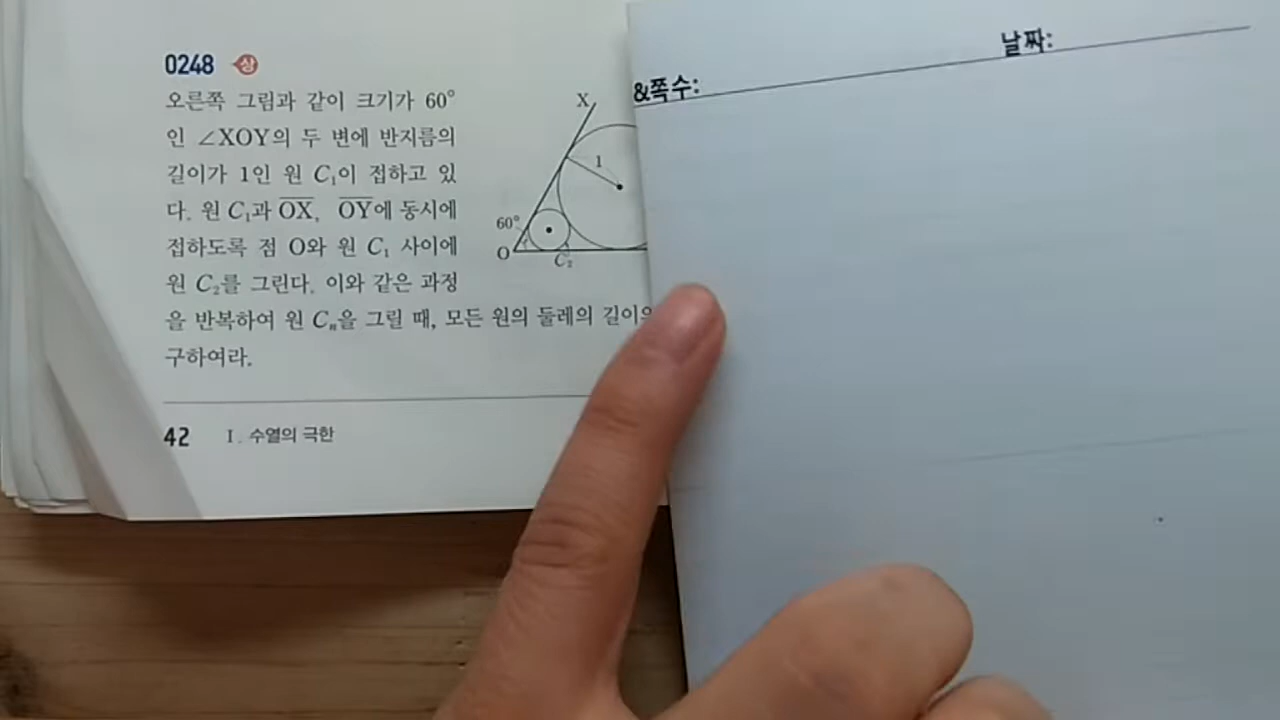 0248 상
오른쪽 그림과 같이 크기가 60°
인 ∠XOY의 두 변에 반지름의
길이가 1인 원 C₁이 접하고 있
다. 원 C₁과 O̅X̅, O̅Y̅에 동시에
접하도록 점 O와 원 C₁ 사이에
원 C₂를 그린다. 이와 같은 과정
을 반복하여 원 Cₙ을 그릴 때, 모든 원의 둘레의 길이의
구하여라.
X
1
60°
O
C₂
42 Ⅰ. 수열의 극한
날짜:
&쪽수: